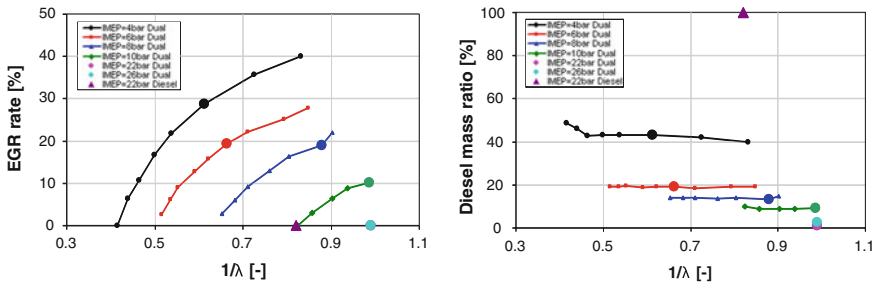 50
40
30
20
10
0
EGR rate [%]
IMEP=4bar Dual
IMEP=6bar Dual
IMEP=8bar Dual
IMEP=10bar Dual
IMEP=22bar Dual
IMEP=26bar Dual
IMEP=22bar Diesel
0.3 0.5 0.7 0.9 1.1
1/λ [-]
100
80
60
40
20
0
Diesel mass ratio [%]
IMEP=4bar Dual
IMEP=6bar Dual
IMEP=8bar Dual
IMEP=10bar Dual
IMEP=22bar Dual
IMEP=26bar Dual
IMEP=22bar Diesel
0.3 0.5 0.7 0.9 1.1
1/λ [-]